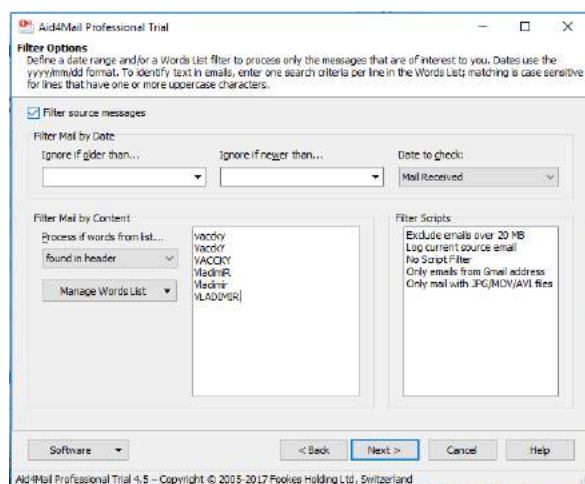 Aid4Mail Professional Trial
Filter Options
Define a date range and/or a Words List filter to process only the messages that are of interest to you. Dates use the
yyyy/mm/dd format. To identify text in emails, enter one search criteria per line in the Words List; matching is case sensitive
for lines that have one or more uppercase characters.
Filter source messages
Filter Mail by Date
Ignore if older than...
Ignore if newer than...
Date to check:
Mail Received
Filter Mail by Content
Process if words from list...
found in header
Manage Words List
vaccky
VacckY
VACCKY
VladimiR
Vladimir
VLADIMIR
Filter Scripts
Exclude emails over 20 MB
Log current source email
No Script Filter
Only emails from Gmail address
Only mail with JPG/MOV/AVI files
Software
< Back
Next >
Cancel
Help
Aid4Mail Professional Trial 4.5 – Copyright © 2005-2017 Fookes Holding Ltd, Switzerland